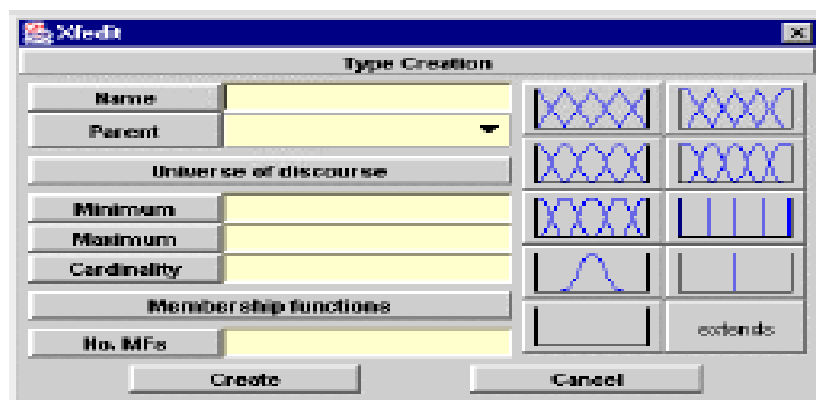 Xfedit
Type Creation
Name
Parent
Universe of discourse
Minimum
Maximum
Cardinality
Membership functions
No. MFs
extends
Create
Cancel